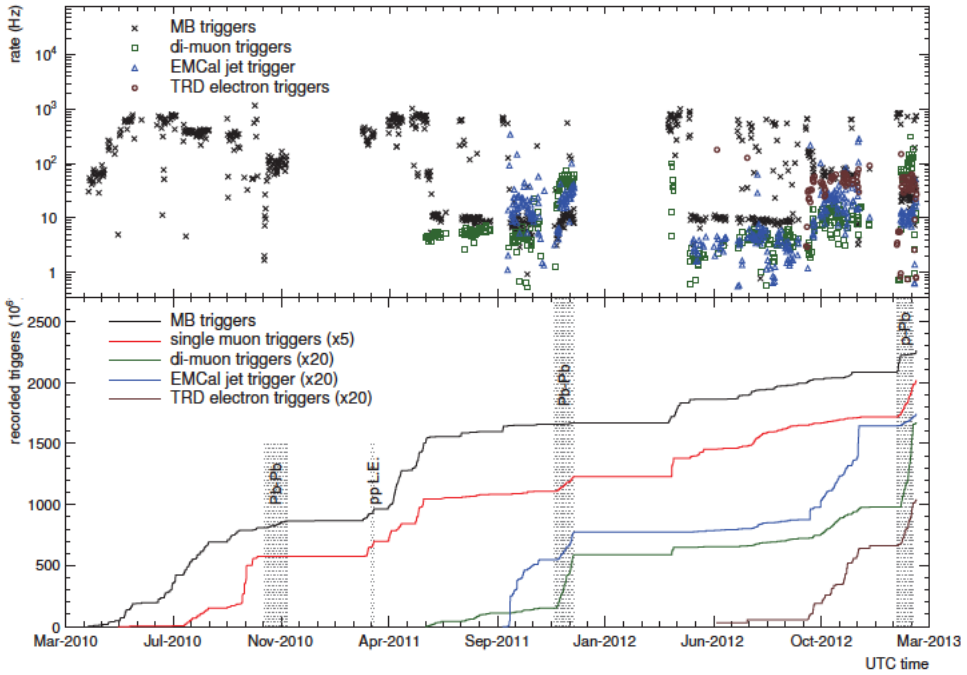 rate (Hz)
MB triggers
di-muon triggers
EMCal jet trigger
TRD electron triggers
10⁴
10³
10²
10
1
recorded triggers (10⁶
MB triggers
single muon triggers (x5)
di-muon triggers (x20)
EMCal jet trigger (x20)
TRD electron triggers (x20)
2500
2000
1500
1000
500
0
Pb-Pb
pp L.E.
Pb-Pb
p-Pb
Mar-2010 Jul-2010 Nov-2010 Apr-2011 Sep-2011 Jan-2012 Jun-2012 Oct-2012 Mar-2013
UTC time